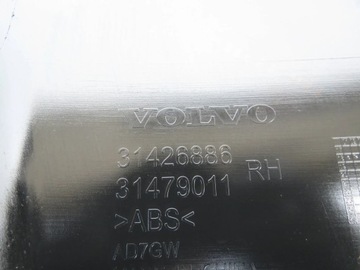 VOLVO
31426886
31479011 RH
>ABS<
AD7GW